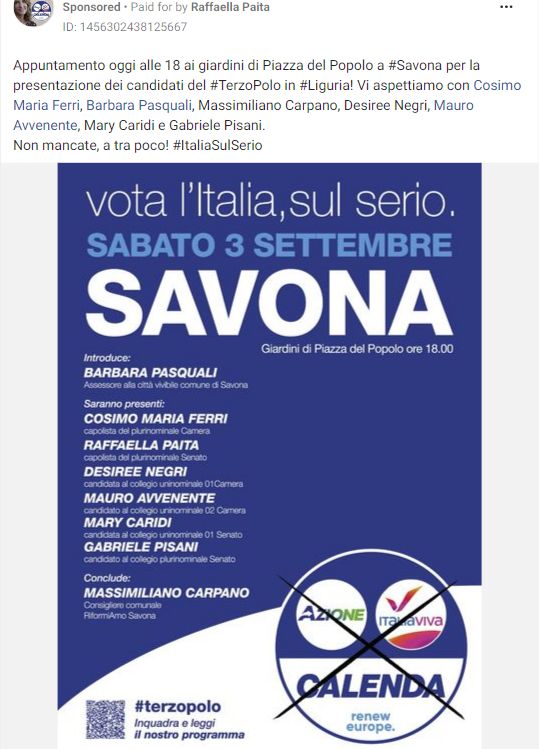 Sponsored • Paid for by Raffaella Paita
ID: 1456302438125667
Appuntamento oggi alle 18 ai giardini di Piazza del Popolo a #Savona per la
presentazione dei candidati del #TerzoPolo in #Liguria! Vi aspettiamo con Cosimo
Maria Ferri, Barbara Pasquali, Massimiliano Carpano, Desiree Negri, Mauro
Avvenente, Mary Caridi e Gabriele Pisani.
Non mancate, a tra poco! #ItaliaSulSerio
vota l'Italia,sul serio.
SABATO 3 SETTEMBRE
SAVONA
Giardini di Piazza del Popolo ore 18.00
Introduce:
BARBARA PASQUALI
Assessore alla città vivibile comune di Savona
Saranno presenti:
COSIMO MARIA FERRI
capolista del plurinominale Camera
RAFFAELLA PAITA
capolista del plurinominale Senato
DESIREE NEGRI
candidata al collegio uninominale 01Camera
MAURO AVVENENTE
candidato al collegio uninominale 02 Camera
MARY CARIDI
candidata al collegio uninominale 01 Senato
GABRIELE PISANI
candidato al collegio plurinominale Senato
Conclude:
MASSIMILIANO CARPANO
Consigliere comunale
RiformiAmo Savona
AZIONE
ITALIAVIVA
CALENDA
renew
europe.
#terzopolo
Inquadra e leggi
il nostro programma